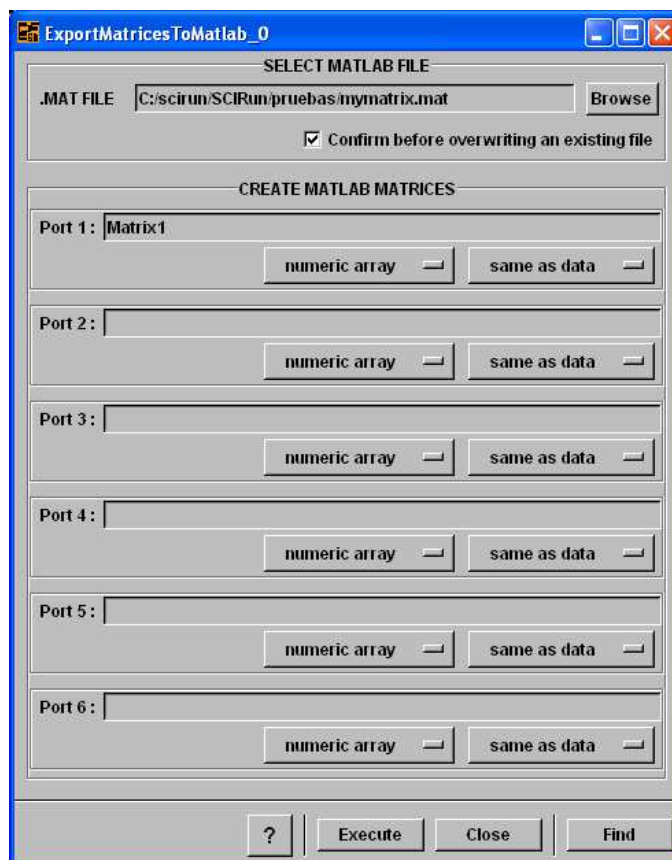 ExportMatricesToMatlab_0
SELECT MATLAB FILE
.MAT FILE C:/scirun/SCIRun/pruebas/mymatrix.mat Browse
Confirm before overwriting an existing file
CREATE MATLAB MATRICES
Port 1 : Matrix1
numeric array same as data
Port 2 :
numeric array same as data
Port 3 :
numeric array same as data
Port 4 :
numeric array same as data
Port 5 :
numeric array same as data
Port 6 :
numeric array same as data
? Execute Close Find